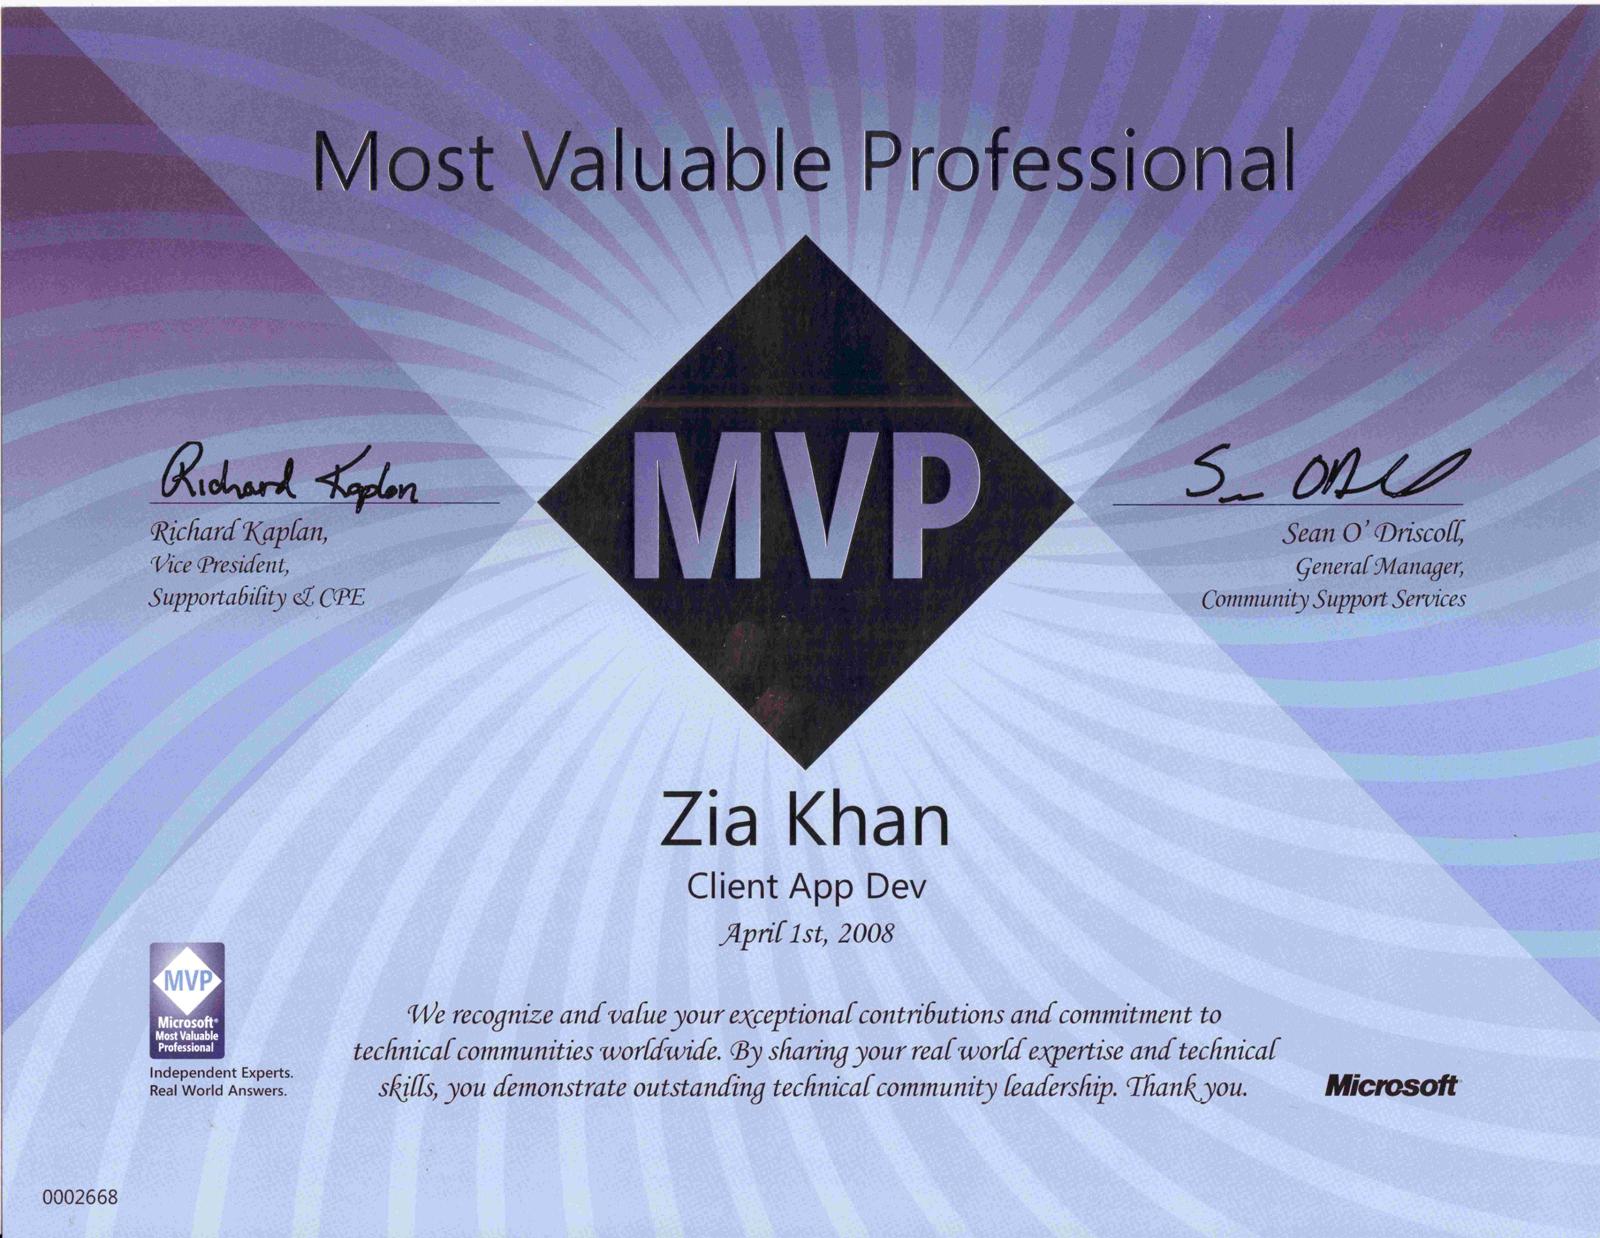 Most Valuable Professional
MVP
Richard Kaplan
Richard Kaplan,
Vice President,
Supportability & CPE
Sean O' Driscoll,
General Manager,
Community Support Services
Zia Khan
Client App Dev
April 1st, 2008
MVP
Microsoft®
Most Valuable
Professional
Independent Experts.
Real World Answers.
We recognize and value your exceptional contributions and commitment to
technical communities worldwide. By sharing your real world expertise and technical
skills, you demonstrate outstanding technical community leadership. Thank you.
Microsoft
0002668